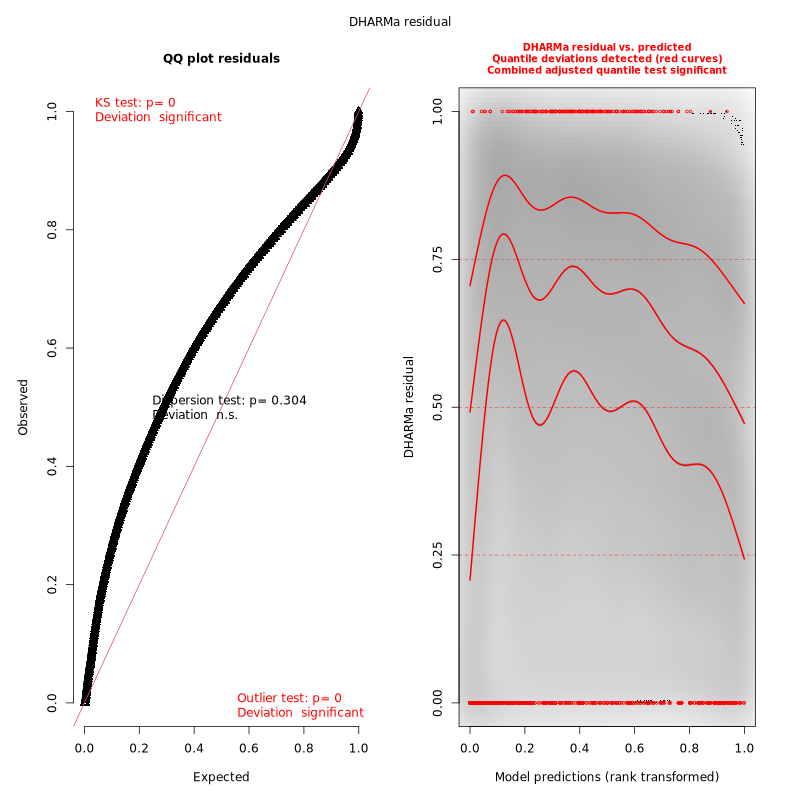 DHARMa residual
QQ plot residuals
KS test: p= 0
Deviation  significant
Dispersion test: p= 0.304
Deviation  n.s.
Outlier test: p= 0
Deviation  significant
Observed
0.0
0.2
0.4
0.6
0.8
1.0
0.0 0.2 0.4 0.6 0.8 1.0
Expected
DHARMa residual vs. predicted
Quantile deviations detected (red curves)
Combined adjusted quantile test significant
DHARMa residual
0.00
0.25
0.50
0.75
1.00
0.0 0.2 0.4 0.6 0.8 1.0
Model predictions (rank transformed)